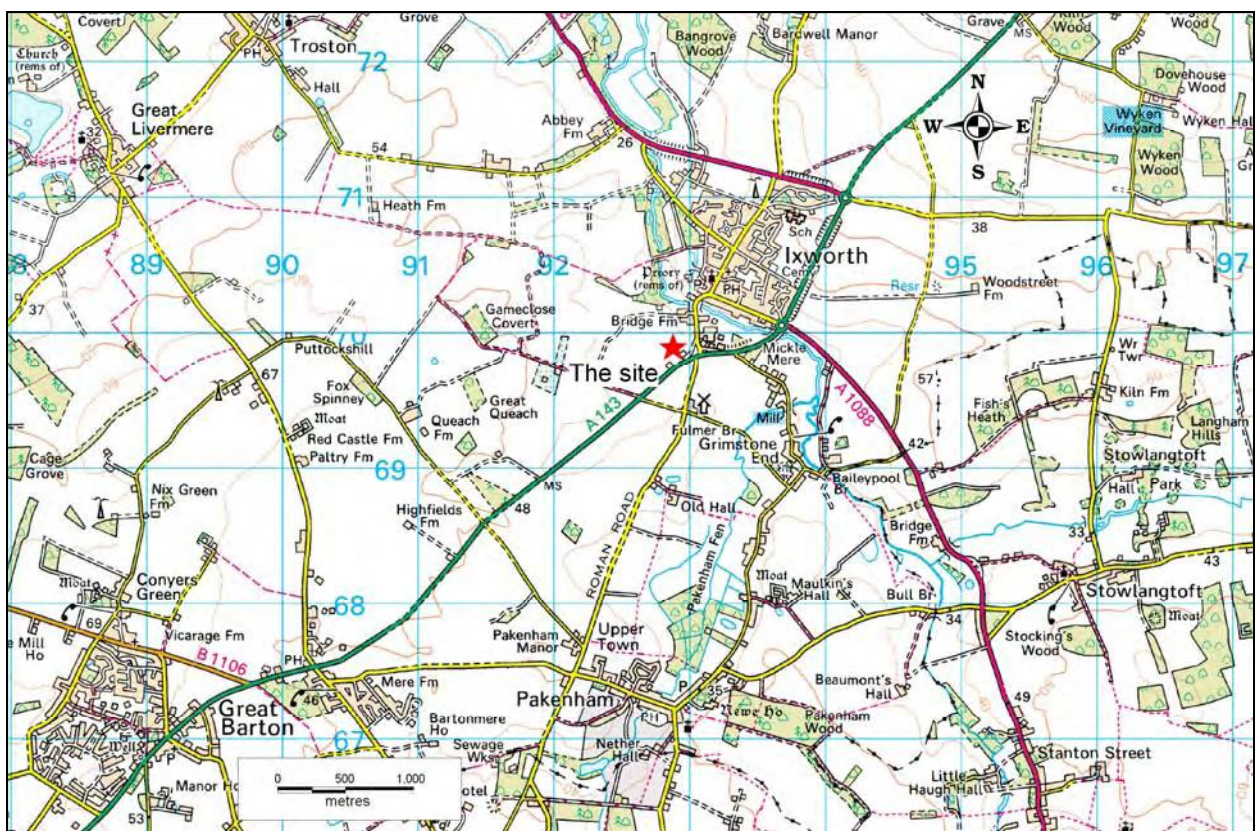 Covert
Troston
PH
Grove
Bangrove
Wood
Bardwell Manor
Grave
MS
Kiln Wood
Wood
72
Church
(rems of)
Hall
Dovehouse
Wood
N
W
E
S
Wyken
Vineyard
Wyken Hall
Great
Livermere
32
Abbey
Fm
26
54
Wyken
Wood
71
Heath Fm
Sch
38
Ixworth
89
90
91
92
95
96
97
Priory
(rems of)
Cemy
PH
Resr
Woodstreet
Fm
37
Gameclose
Covert
Bridge Fm
70
Puttockshill
Mickle
Mere
The site
Wr
Twr
67
Fox
Spinney
A143
57
Kiln Fm
Moat
Great
Queach
Queach
Fm
Mill
A1088
Fish's
Heath
Langham
Hills
Red Castle Fm
Fulmer Br
Grimstone
End
42
Cage
Grove
Paltry Fm
69
Stowlangtoft
Nix Green
Fm
MS
Baileypool
Br
Hall
Park
48
Old Hall
Highfields
Fm
ROMAN ROAD
Bridge
Fm
33
43
Pakenham Fen
Moat
Conyers
Green
Moat
Maulkin's
Hall
Bull Br
68
Stowlangtoft
69
Vicarage Fm
Pakenham
Manor
Upper
Town
34
Moat
e Mill
Ho
B1106
PH
Stocking's
Wood
Mere Fm
P
35
Beaumont's
Hall
46
Pakenham
Newe Ho
49
Great
Barton
PH
Pakenham
Wood
Bartonmere
Ho
67
Well
P
Sewage
Wks
Nether
Hall
Stanton Street
0 500 1,000
metres
Manor Ho
otel
Little
Haugh Hall
53